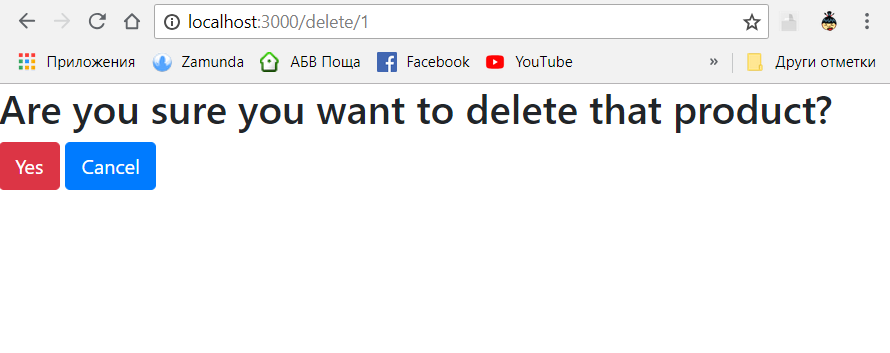 localhost:3000/delete/1
Приложения Zamunda АБВ Поща Facebook YouTube » Други отметки
Are you sure you want to delete that product?
Yes Cancel